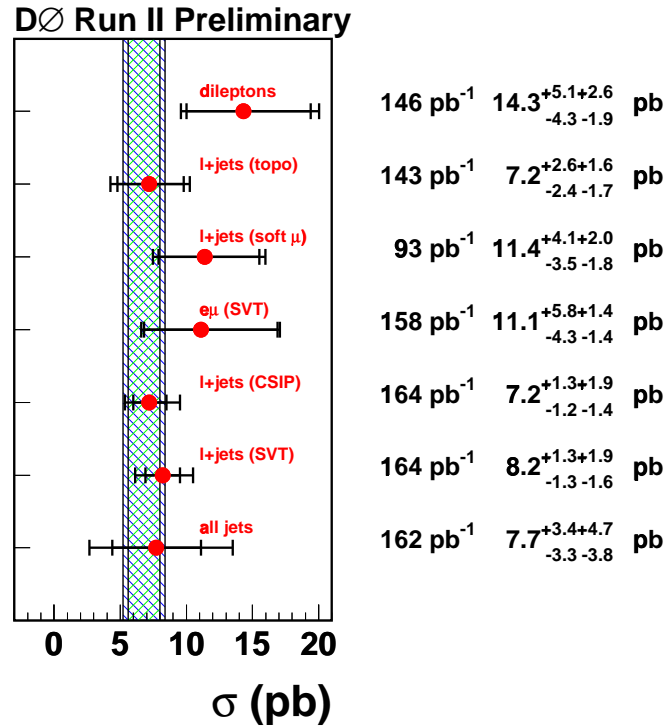 DØ Run II Preliminary
dileptons 146 pb⁻¹ 14.3 +5.1+2.6 -4.3 -1.9 pb
l+jets (topo) 143 pb⁻¹ 7.2 +2.6+1.6 -2.4 -1.7 pb
l+jets (soft μ) 93 pb⁻¹ 11.4 +4.1+2.0 -3.5 -1.8 pb
eμ (SVT) 158 pb⁻¹ 11.1 +5.8+1.4 -4.3 -1.4 pb
l+jets (CSIP) 164 pb⁻¹ 7.2 +1.3+1.9 -1.2 -1.4 pb
l+jets (SVT) 164 pb⁻¹ 8.2 +1.3+1.9 -1.3 -1.6 pb
all jets 162 pb⁻¹ 7.7 +3.4+4.7 -3.3 -3.8 pb
0 5 10 15 20
σ (pb)